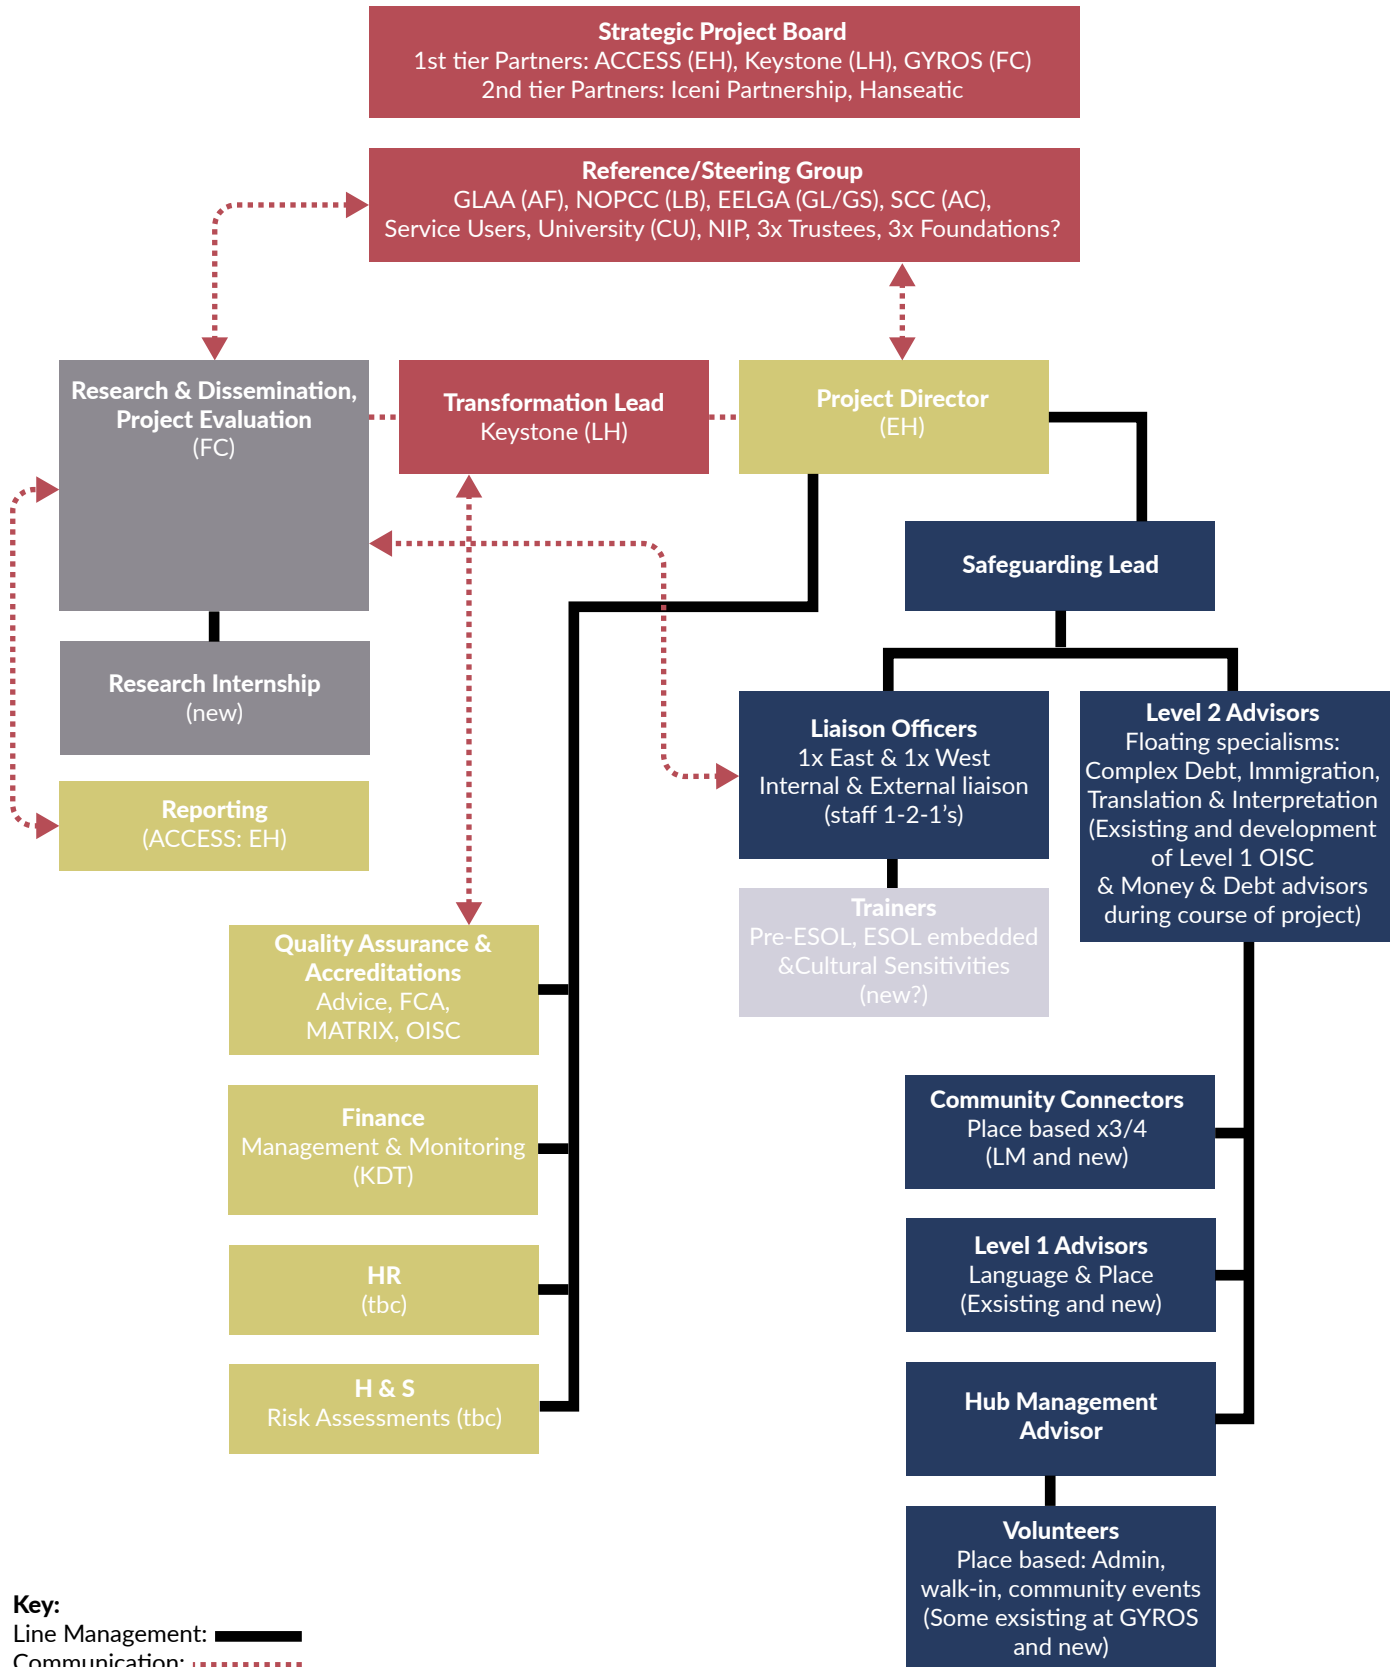 Strategic Project Board
1st tier Partners: ACCESS (EH), Keystone (LH), GYROS (FC)
2nd tier Partners: Iceni Partnership, Hanseatic
Reference/Steering Group
GLAA (AF), NOPCC (LB), EELGA (GL/GS), SCC (AC),
Service Users, University (CU), NIP, 3x Trustees, 3x Foundations?
Research & Dissemination,
Project Evaluation
(FC)
Transformation Lead
Keystone (LH)
Project Director
(EH)
Safeguarding Lead
Research Internship
(new)
Reporting
(ACCESS: EH)
Liaison Officers
1x East & 1x West
Internal & External liaison
(staff 1-2-1’s)
Level 2 Advisors
Floating specialisms:
Complex Debt, Immigration,
Translation & Interpretation
(Exsisting and development
of Level 1 OISC
& Money & Debt advisors
during course of project)
Trainers
Pre-ESOL, ESOL embedded
&Cultural Sensitivities
(new?)
Quality Assurance &
Accreditations
Advice, FCA,
MATRIX, OISC
Finance
Management & Monitoring
(KDT)
HR
(tbc)
H & S
Risk Assessments (tbc)
Community Connectors
Place based x3/4
(LM and new)
Level 1 Advisors
Language & Place
(Exsisting and new)
Hub Management
Advisor
Volunteers
Place based: Admin,
walk-in, community events
(Some exsisting at GYROS
and new)
Key:
Line Management:
Communication: